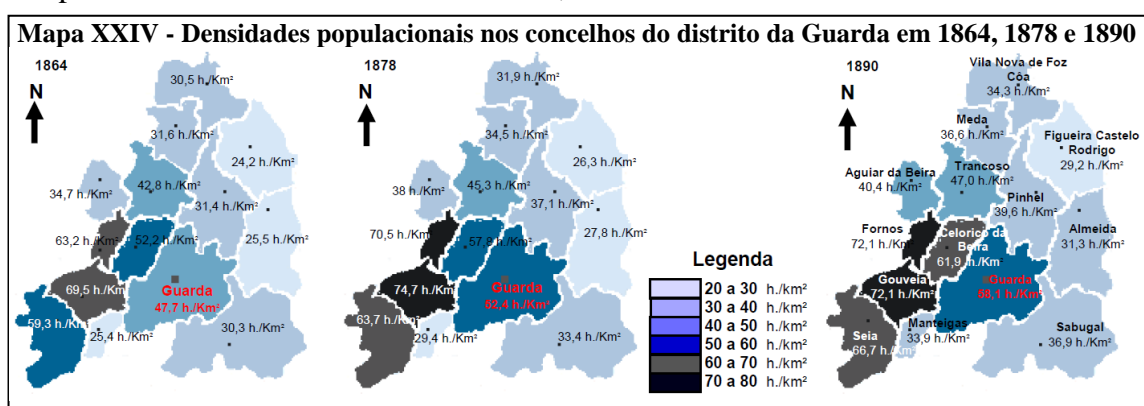 Mapa XXIV - Densidades populacionais nos concelhos do distrito da Guarda em 1864, 1878 e 1890
1864
N
30,5 h./Km²
31,6 h./Km²
24,2 h./Km²
42,8 h./Km²
34,7 h./Km²
31,4 h./Km²
63,2 h./Km²
52,2 h./Km²
25,5 h./Km²
69,5 h./Km²
Guarda
47,7 h./Km²
59,3 h./Km²
25,4 h./Km²
30,3 h./Km²
1878
N
31,9 h./Km²
34,5 h./Km²
26,3 h./Km²
38 h./Km²
45,3 h./Km²
37,1 h./Km²
70,5 h./Km²
57,8 h./Km²
27,8 h./Km²
74,7 h./Km²
Guarda
52,4 h./Km²
63,7 h./Km²
29,4 h./Km²
33,4 h./Km²
Legenda
20 a 30 h./km²
30 a 40 h./km²
40 a 50 h./km²
50 a 60 h./km²
60 a 70 h./km²
70 a 80 h./km²
1890
N
Vila Nova de Foz
Côa
34,3 h./Km²
Meda
36,6 h./Km²
Figueira Castelo
Rodrigo
29,2 h./Km²
Aguiar da Beira
40,4 h./Km²
Trancoso
47,0 h./Km²
Pinhel
39,6 h./Km²
Fornos
72,1 h./Km²
Celorico da
Beira
61,9 h./Km²
Almeida
31,3 h./Km²
Gouveia
72,1 h./Km²
Guarda
58,1 h./Km²
Seia
66,7 h./Km²
Manteigas
33,9 h./Km²
Sabugal
36,9 h./Km²